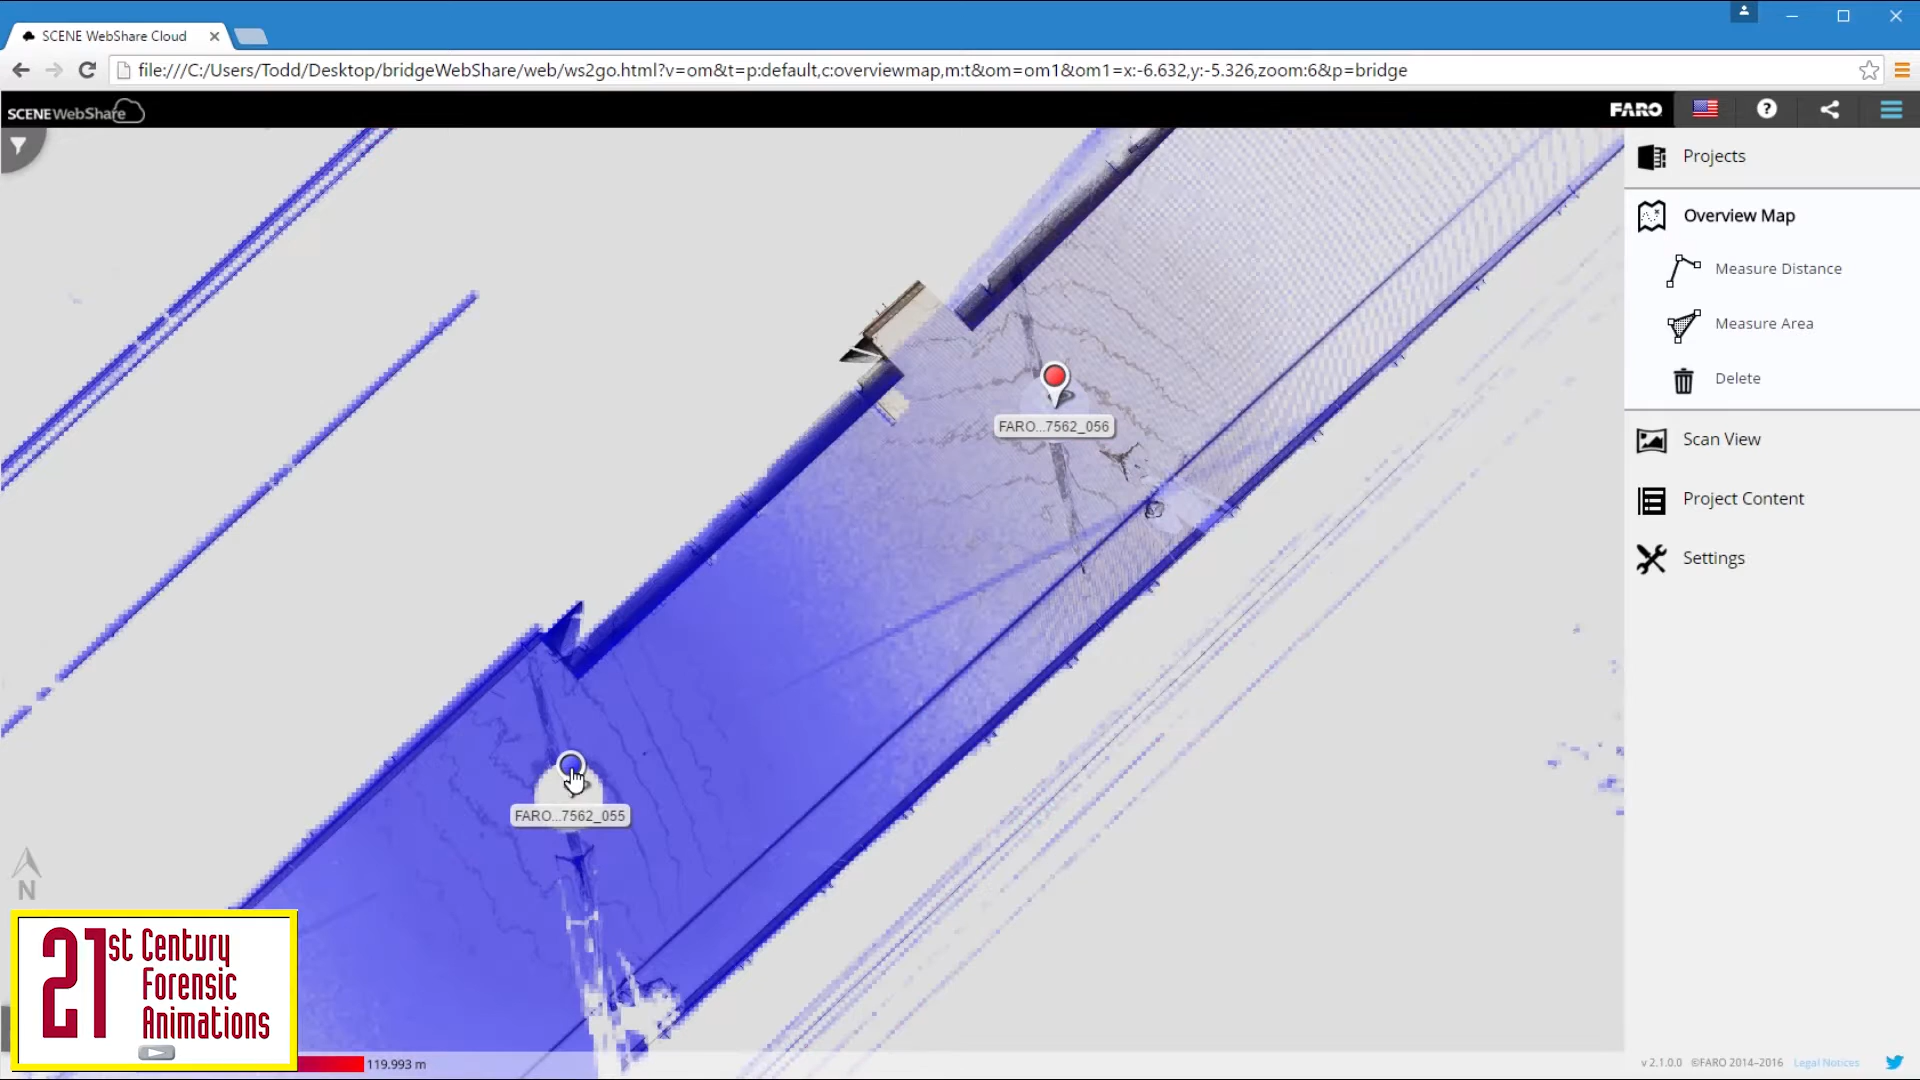 SCENE WebShare Cloud
file:///C:/Users/Todd/Desktop/bridgeWebShare/web/ws2go.html?v=om&t=p:default,c:overviewmap,m:t&om=om1&om1=x:-6.632,y:-5.326,zoom:6&p=bridge
SCENE WebShare
FARO
?
Projects
Overview Map
Measure Distance
Measure Area
Delete
Scan View
Project Content
Settings
FARO...7562_056
FARO...7562_055
N
21st Century
Forensic
Animations
119.993 m
v 2.1.0.0 ©FARO 2014–2016 Legal Notices